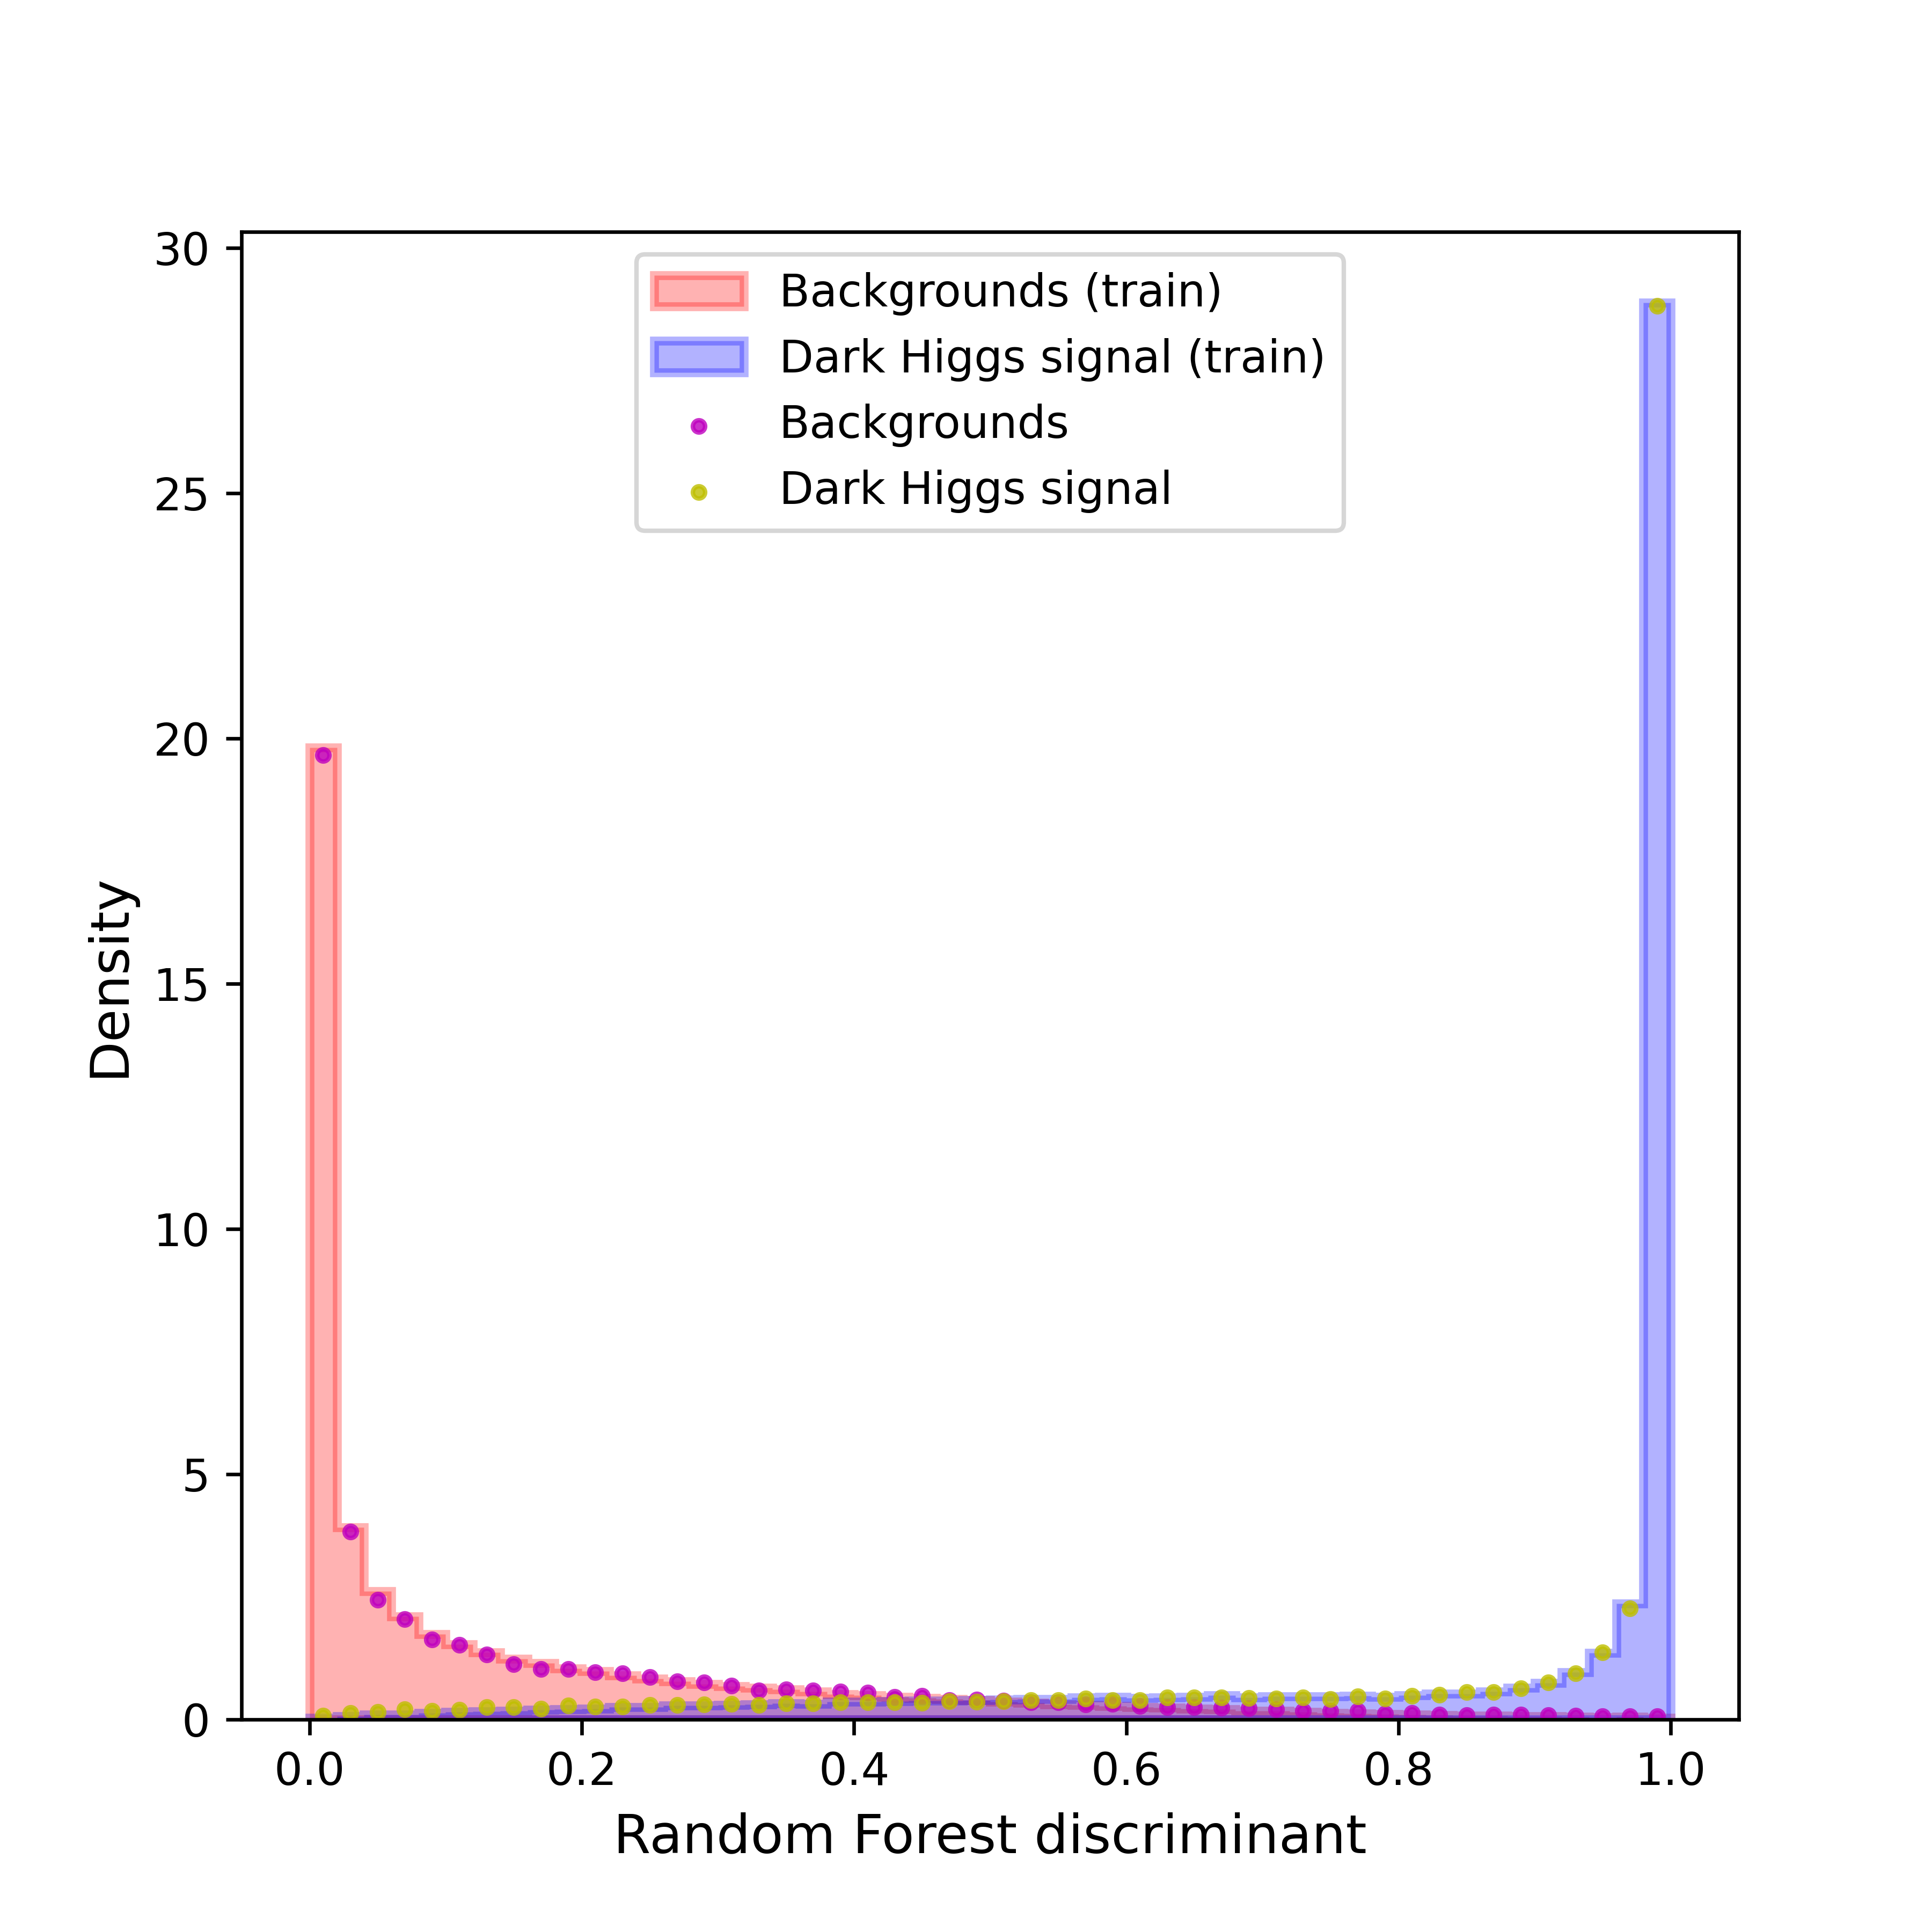 30
Backgrounds (train)
Dark Higgs signal (train)
Backgrounds
Dark Higgs signal
25
20
15
10
5
0
Density
0.0 0.2 0.4 0.6 0.8 1.0
Random Forest discriminant